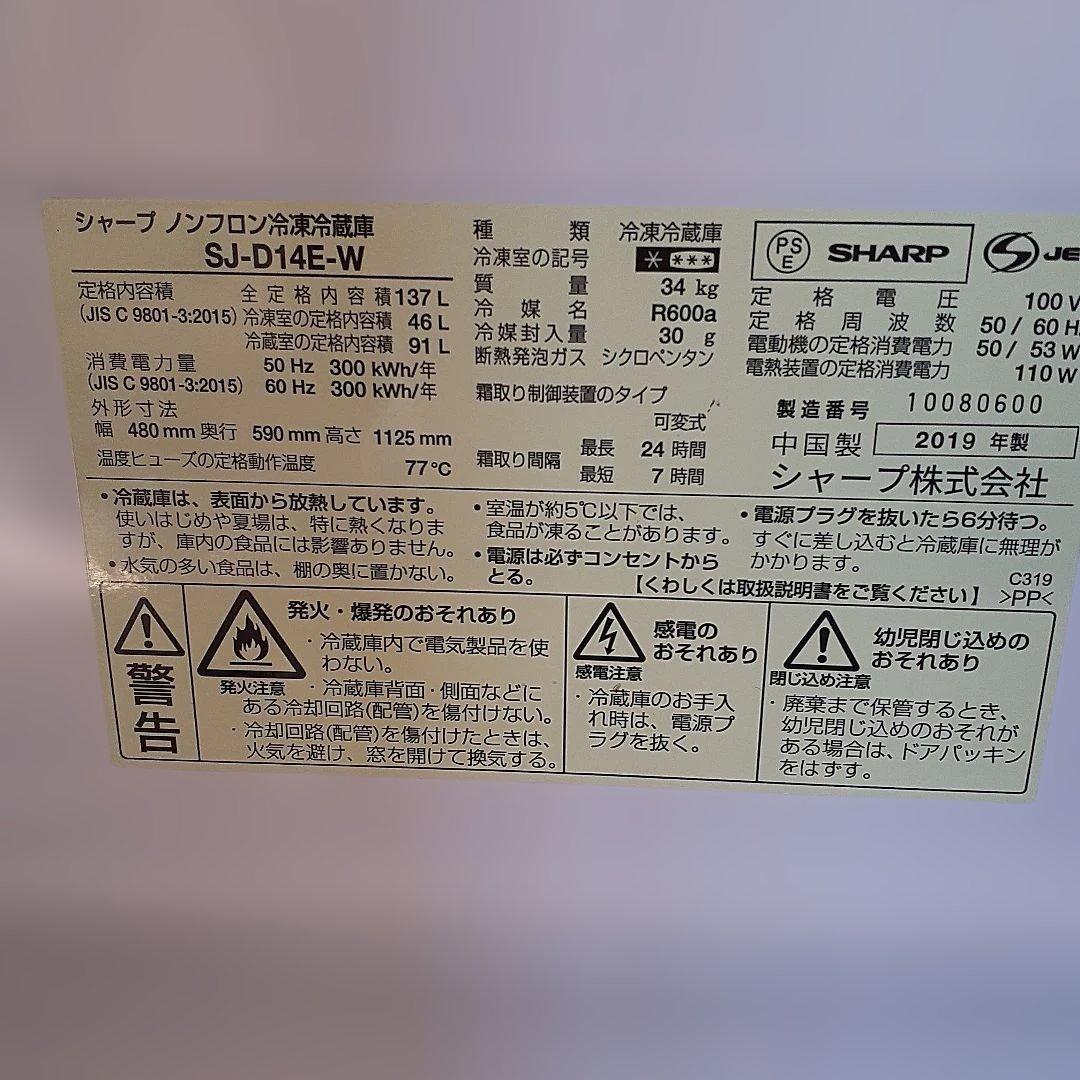 シャープ ノンフロン冷凍冷蔵庫
SJ-D14E-W
定格内容積 全定格内容積 137 L
(JIS C 9801-3:2015) 冷凍室の定格内容積 46 L
冷蔵室の定格内容積 91 L
消費電力量 50 Hz 300 kWh/年
(JIS C 9801-3:2015) 60 Hz 300 kWh/年
外形寸法
幅 480 mm 奥行 590 mm 高さ 1125 mm
温度ヒューズの定格動作温度 77℃
種類 冷凍冷蔵庫
冷凍室の記号 * ***
質量 34 kg
冷媒名 R600a
冷媒封入量 30 g
断熱発泡ガス シクロペンタン
霜取り制御装置のタイプ
可変式
霜取り間隔 最長 24 時間
最短 7 時間
PS
E
SHARP
JE
定格電圧 100 V
定格周波数 50 / 60 Hz
電動機の定格消費電力 50 / 53 W
電熱装置の定格消費電力 110 W
製造番号 10080600
中国製 2019 年製
シャープ株式会社
・冷蔵庫は、表面から放熱しています。
使いはじめや夏場は、特に熱くなりま
すが、庫内の食品には影響ありません。
・水気の多い食品は、棚の奥に置かない。
・室温が約5℃以下では、
食品が凍ることがあります。
・電源は必ずコンセントから
とる。
・電源プラグを抜いたら6分待つ。
すぐに差し込むと冷蔵庫に無理が
かかります。
【くわしくは取扱説明書をご覧ください】
C319
>PP<
警告
発火注意
発火・爆発のおそれあり
・冷蔵庫内で電気製品を使
わない。
・冷蔵庫背面・側面などに
ある冷却回路(配管)を傷付けない。
・冷却回路(配管)を傷付けたときは、
火気を避け、窓を開けて換気する。
感電注意
感電の
おそれあり
・冷蔵庫のお手入
れ時は、電源プ
ラグを抜く。
閉じ込め注意
幼児閉じ込めの
おそれあり
・廃棄まで保管するとき、
幼児閉じ込めのおそれが
ある場合は、ドアパッキン
をはずす。